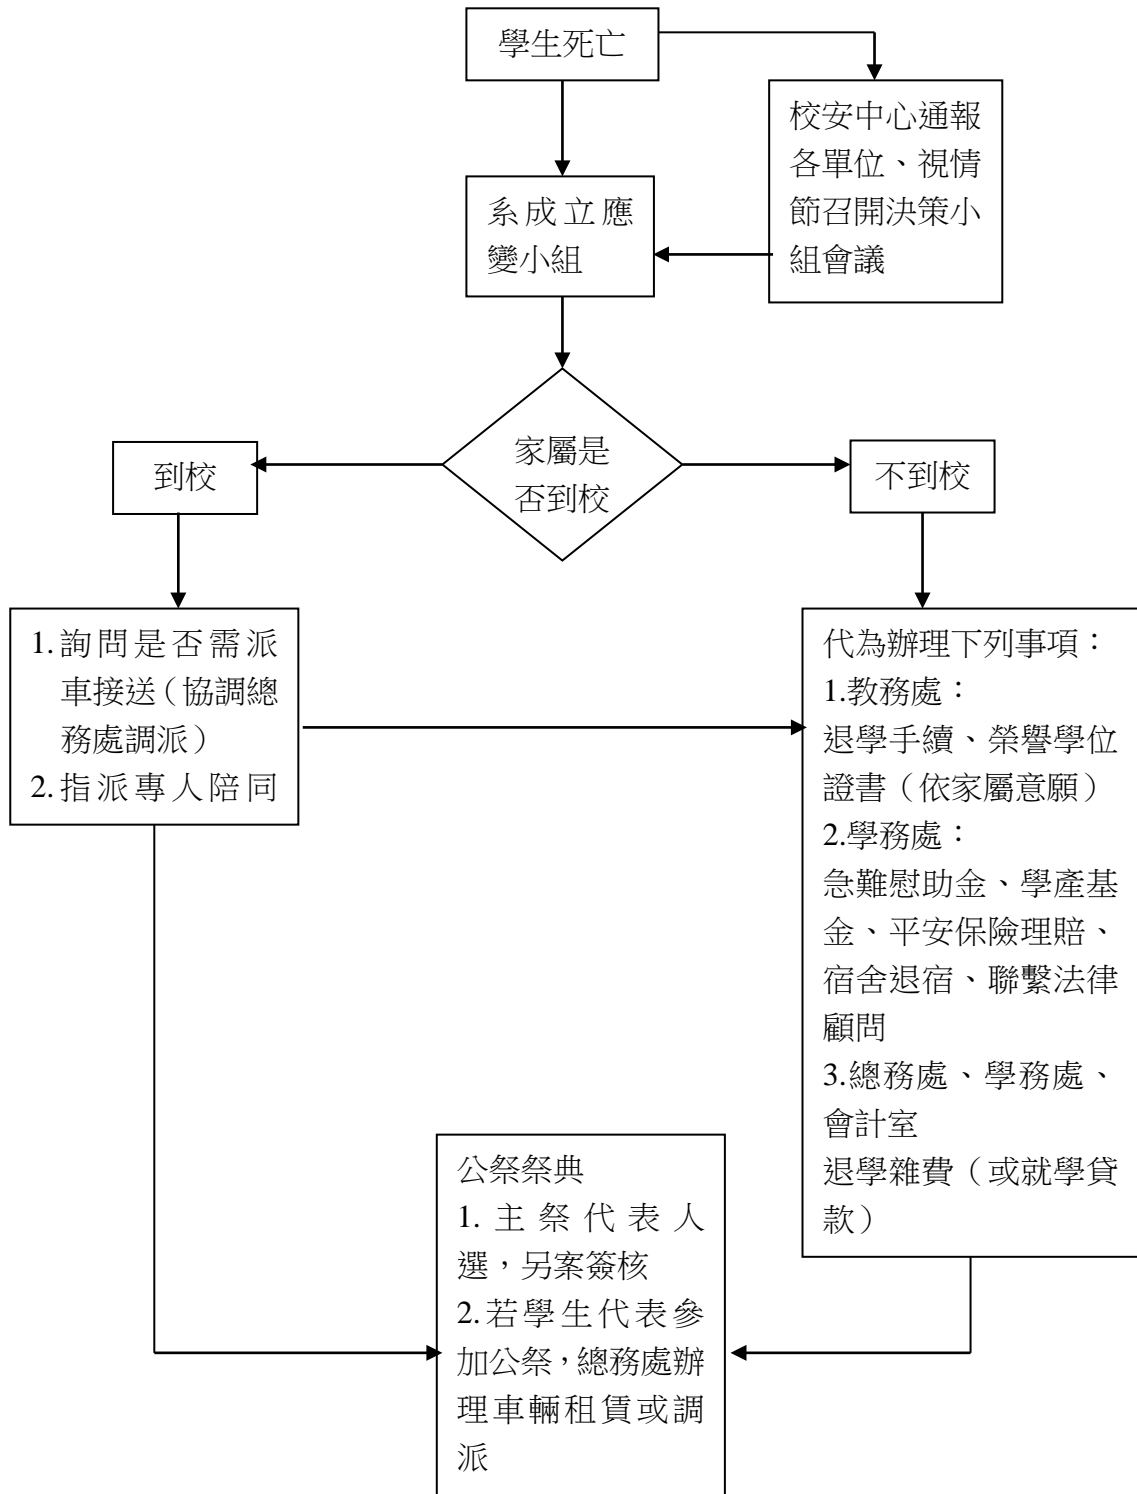 學生死亡
校安中心通報
各單位、視情
節召開決策小
組會議
系成立應
變小組
家屬是
否到校
到校
不到校
1.詢問是否需派
車接送（協調總
務處調派）
2.指派專人陪同
代為辦理下列事項：
1.教務處：
退學手續、榮譽學位
證書（依家屬意願）
2.學務處：
急難慰助金、學產基
金、平安保險理賠、
宿舍退宿、聯繫法律
顧問
3.總務處、學務處、
會計室
退學雜費（或就學貸
款）
公祭祭典
1.主祭代表人
選，另案簽核
2.若學生代表參
加公祭，總務處辦
理車輛租賃或調
派